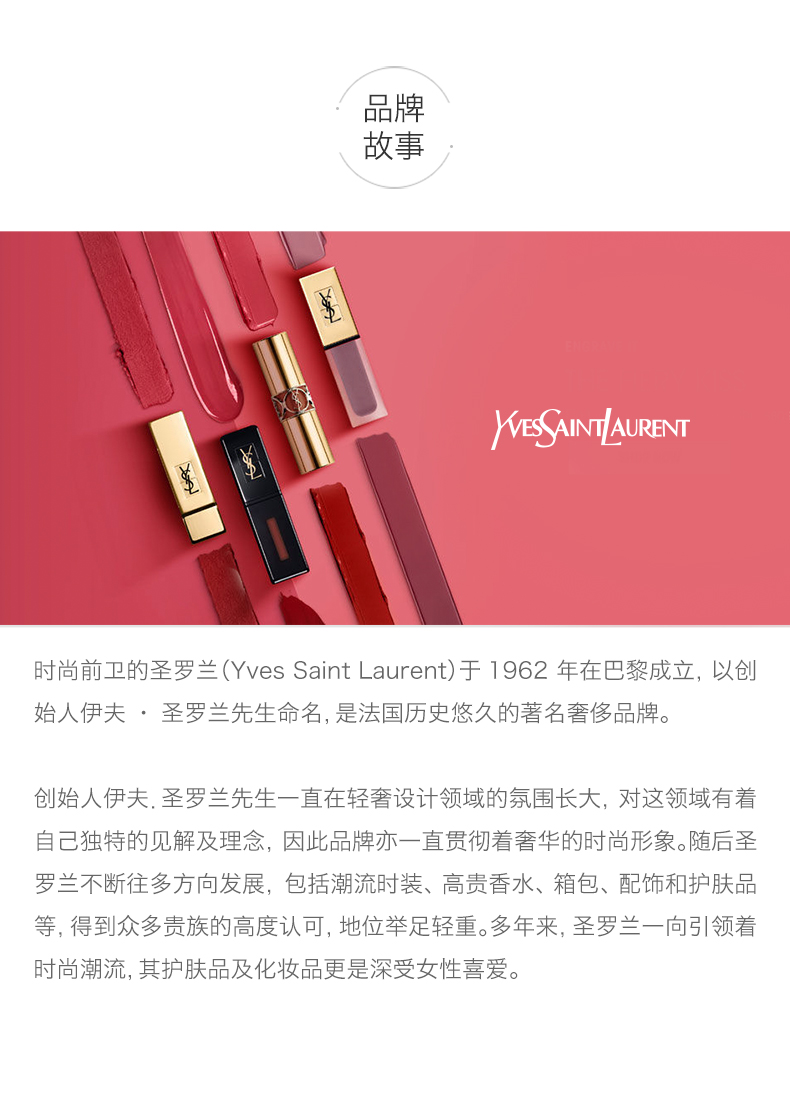 品牌
故事
YSL
YSL
YSL
YSL
YVESSAINTLAURENT
时尚前卫的圣罗兰(Yves Saint Laurent)于1962 年在巴黎成立, 以创
始人伊夫 · 圣罗兰先生命名, 是法国历史悠久的著名奢侈品牌。
创始人伊夫. 圣罗兰先生一直在轻奢设计领域的氛围长大, 对这领域有着
自己独特的见解及理念, 因此品牌亦一直贯彻着奢华的时尚形象。随后圣
罗兰不断往多方向发展, 包括潮流时装、高贵香水、箱包、配饰和护肤品
等, 得到众多贵族的高度认可, 地位举足轻重。多年来, 圣罗兰一向引领着
时尚潮流, 其护肤品及化妆品更是深受女性喜爱。